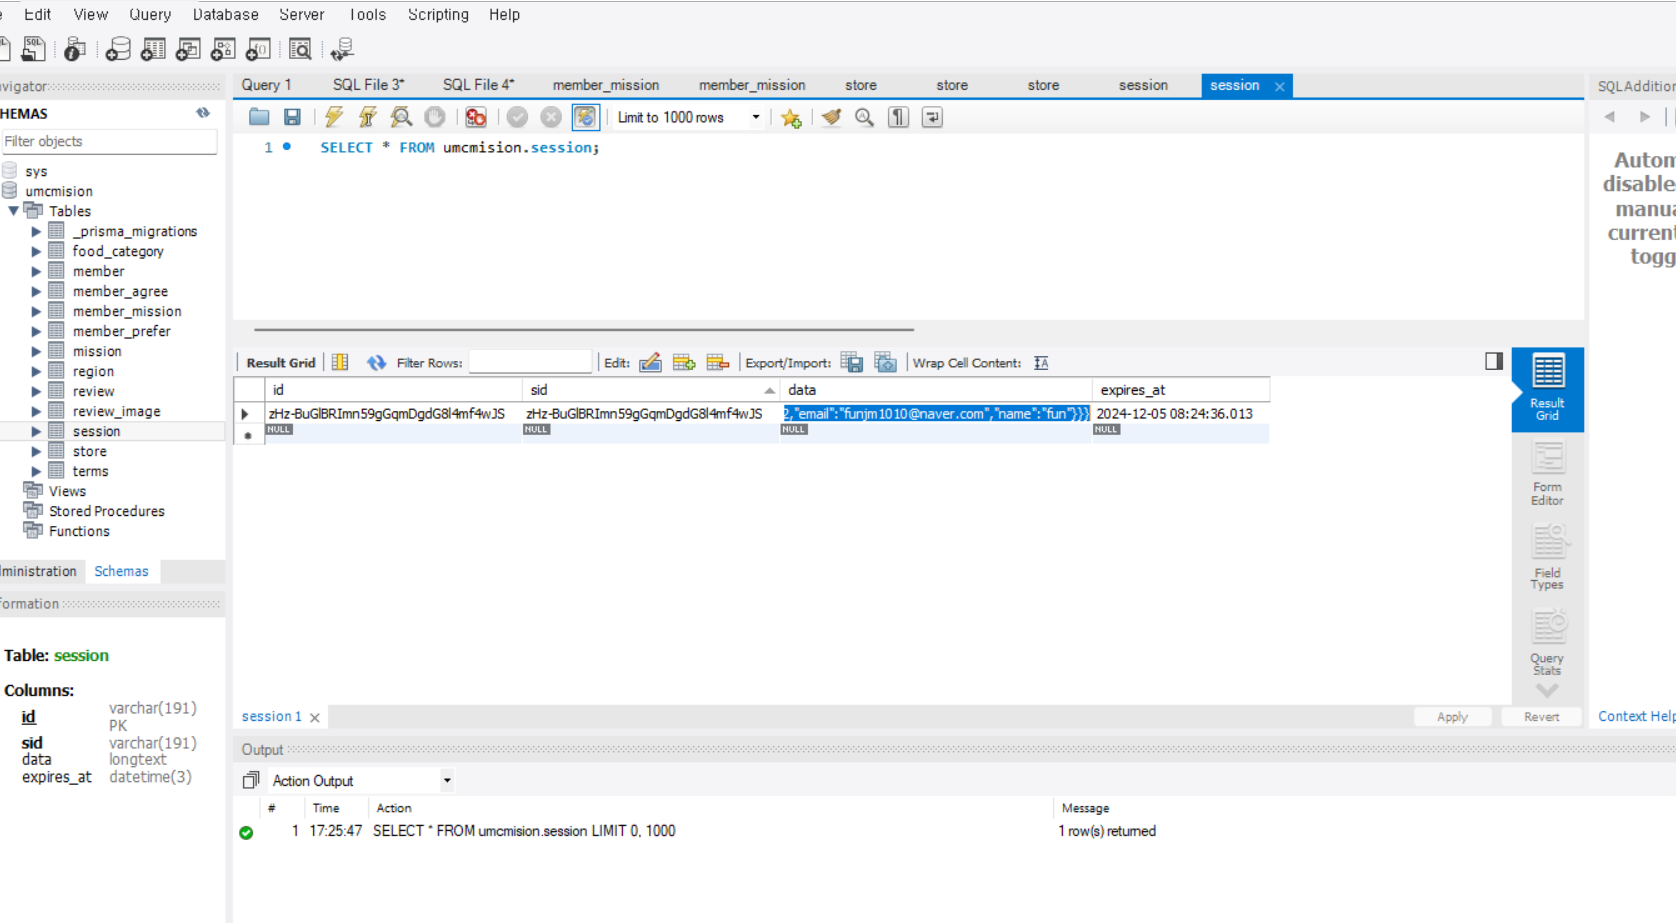 Edit View Query Database Server Tools Scripting Help
Query 1 SQL File 3* SQL File 4* member_mission member_mission store store store session session
SQLAddition
HEMAS
Filter objects
sys
umcmision
Tables
_prisma_migrations
food_category
member
member_agree
member_mission
member_prefer
mission
region
review
review_image
session
store
terms
Views
Stored Procedures
Functions
ministration Schemas
formation
Table: session
Columns:
id varchar(191)
PK
sid varchar(191)
data longtext
expires_at datetime(3)
Limit to 1000 rows
1 SELECT * FROM umcmision.session;
Autom
disable
manua
current
togg
Result Grid Filter Rows: Edit: Export/Import: Wrap Cell Content:
id sid data expires_at
zHz-BuGlBRImn59gGqmDgdG8l4mf4wJS zHz-BuGlBRImn59gGqmDgdG8l4mf4wJS 2,"email":"funjm1010@naver.com","name":"fun"}}} 2024-12-05 08:24:36.013
NULL NULL NULL NULL
Result
Grid
Form
Editor
Field
Types
Query
Stats
session 1 Apply Revert Context Help
Output
Action Output
# Time Action Message
1 17:25:47 SELECT * FROM umcmision.session LIMIT 0, 1000 1 row(s) returned